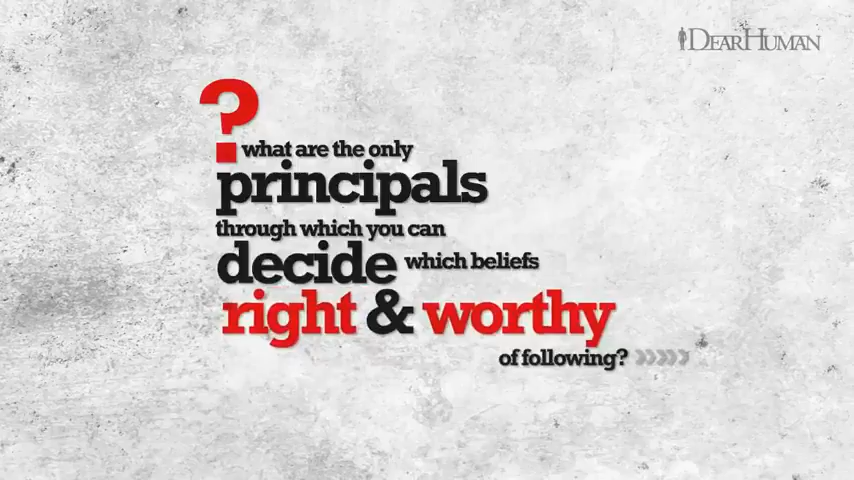 DearHuman
?
what are the only
principals
through which you can
decide which beliefs
right & worthy
of following?